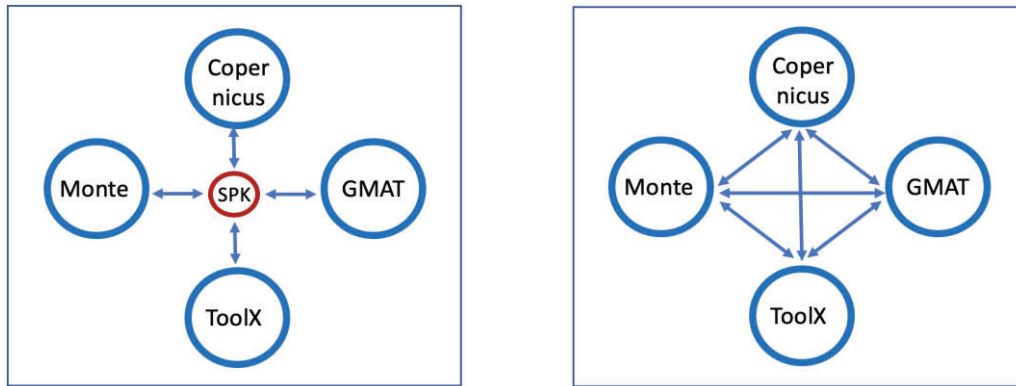 Coper
nicus
Monte
SPK
GMAT
ToolX
Coper
nicus
Monte
GMAT
ToolX